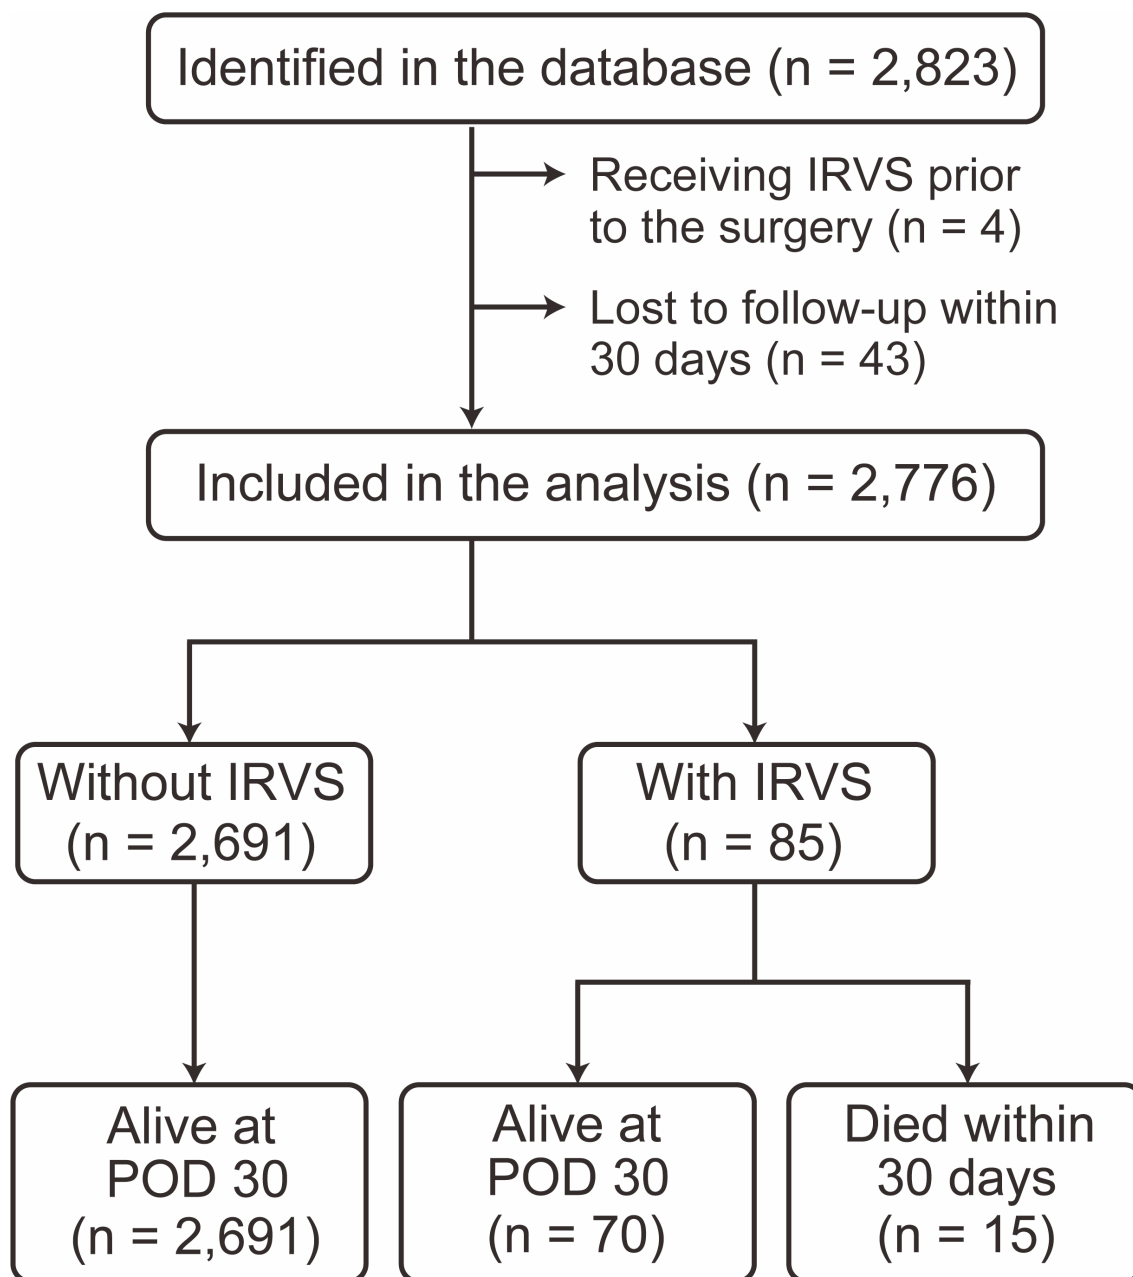 Identified in the database (n = 2,823)
Receiving IRVS prior
to the surgery (n = 4)
Lost to follow-up within
30 days (n = 43)
Included in the analysis (n = 2,776)
Without IRVS
(n = 2,691)
With IRVS
(n = 85)
Alive at
POD 30
(n = 2,691)
Alive at
POD 30
(n = 70)
Died within
30 days
(n = 15)